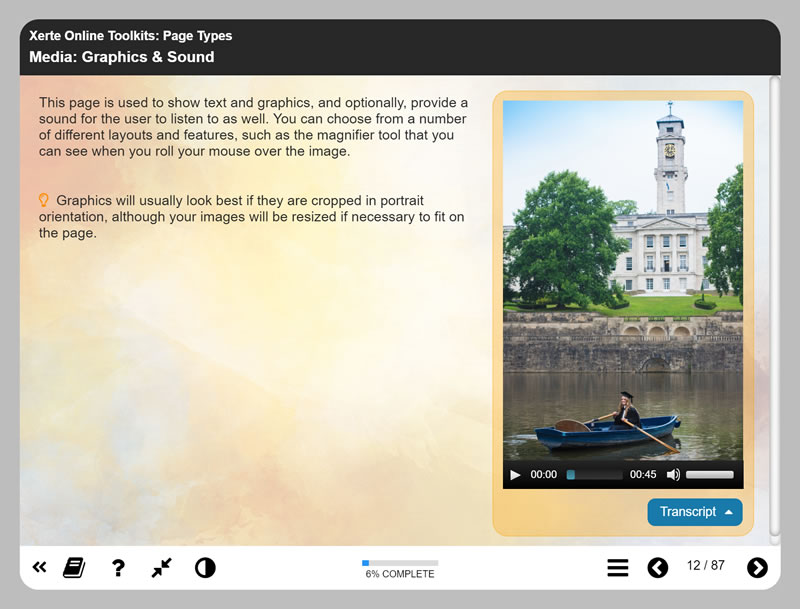 Xerte Online Toolkits: Page Types
Media: Graphics & Sound
This page is used to show text and graphics, and optionally, provide a
sound for the user to listen to as well. You can choose from a number
of different layouts and features, such as the magnifier tool that you
can see when you roll your mouse over the image.
Graphics will usually look best if they are cropped in portrait
orientation, although your images will be resized if necessary to fit on
the page.
00:00 00:45
Transcript
?
6% COMPLETE
12 / 87